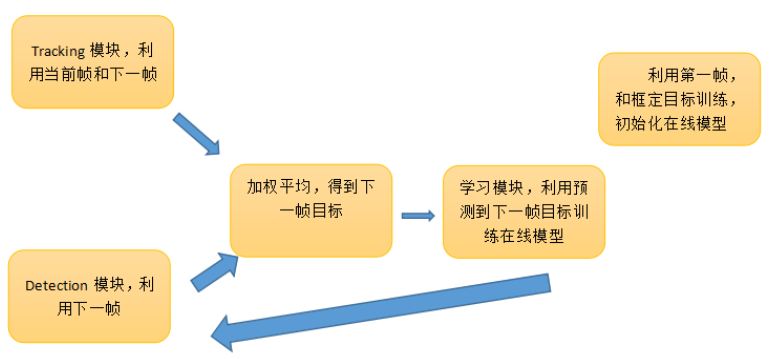 Tracking 模块，利
用当前帧和下一帧
利用第一帧，
和框定目标训练，
初始化在线模型
加权平均，得到下
一帧目标
学习模块，利用预
测到下一帧目标训
练在线模型
Detection 模块，利
用下一帧